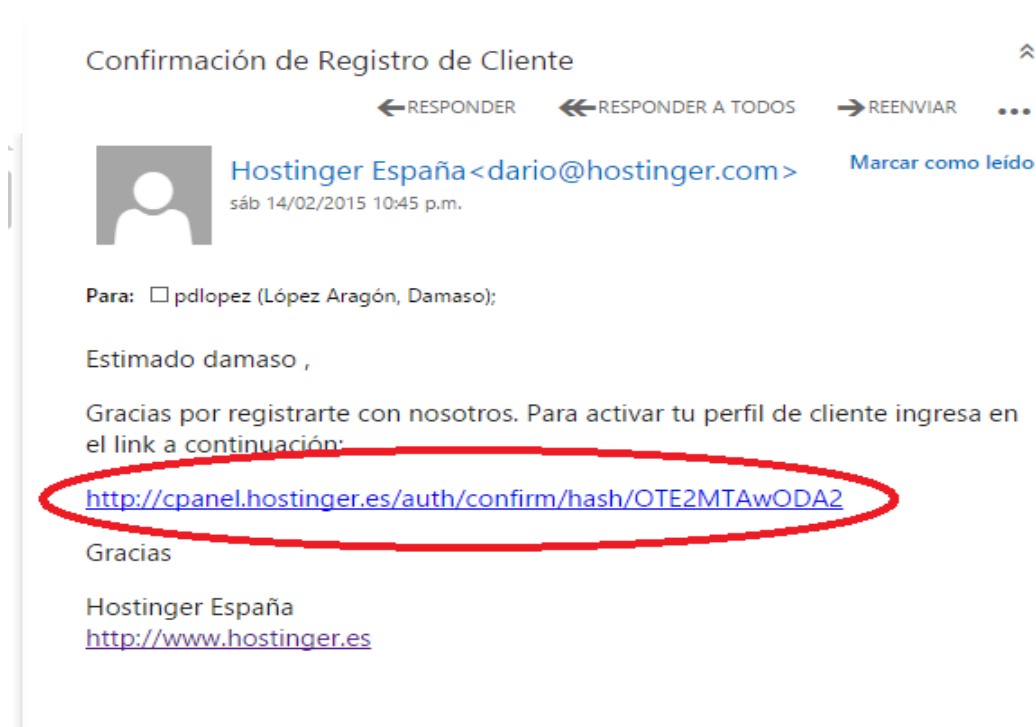 Confirmación de Registro de Cliente
RESPONDER RESPONDER A TODOS REENVIAR
Hostinger España<dario@hostinger.com> Marcar como leído
sáb 14/02/2015 10:45 p.m.
Para: pdlopez (López Aragón, Damaso);
Estimado damaso ,
Gracias por registrarte con nosotros. Para activar tu perfil de cliente ingresa en
el link a continuación:
http://cpanel.hostinger.es/auth/confirm/hash/OTE2MTAwODA2
Gracias
Hostinger España
http://www.hostinger.es